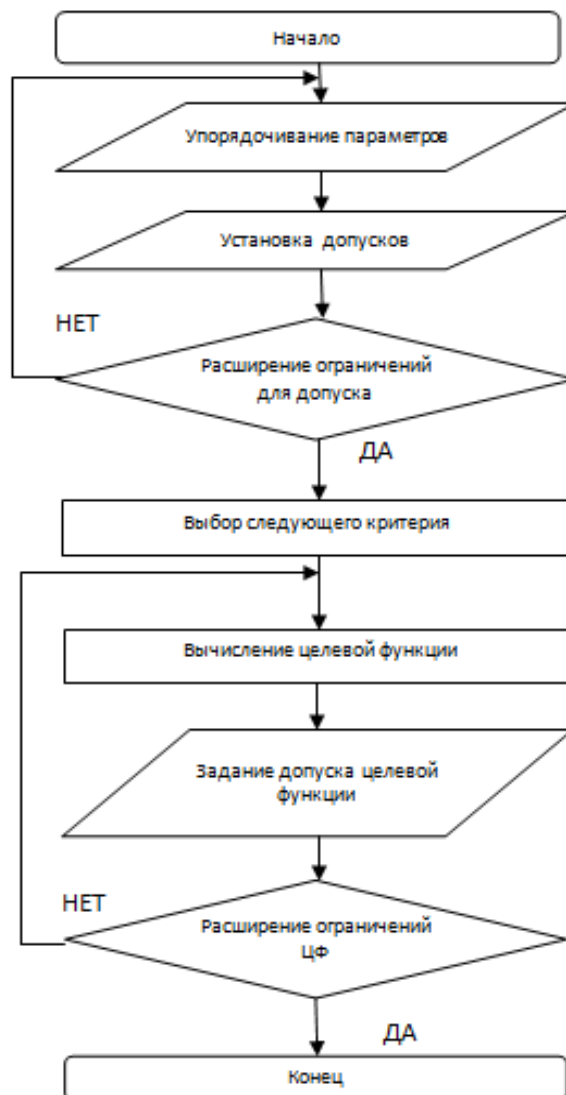 Начало
Упорядочивание параметров
Установка допусков
НЕТ
Расширение ограничений
для допуска
ДА
Выбор следующего критерия
Вычисление целевой функции
Задание допуска целевой
функции
НЕТ
Расширение ограничений
ЦФ
ДА
Конец